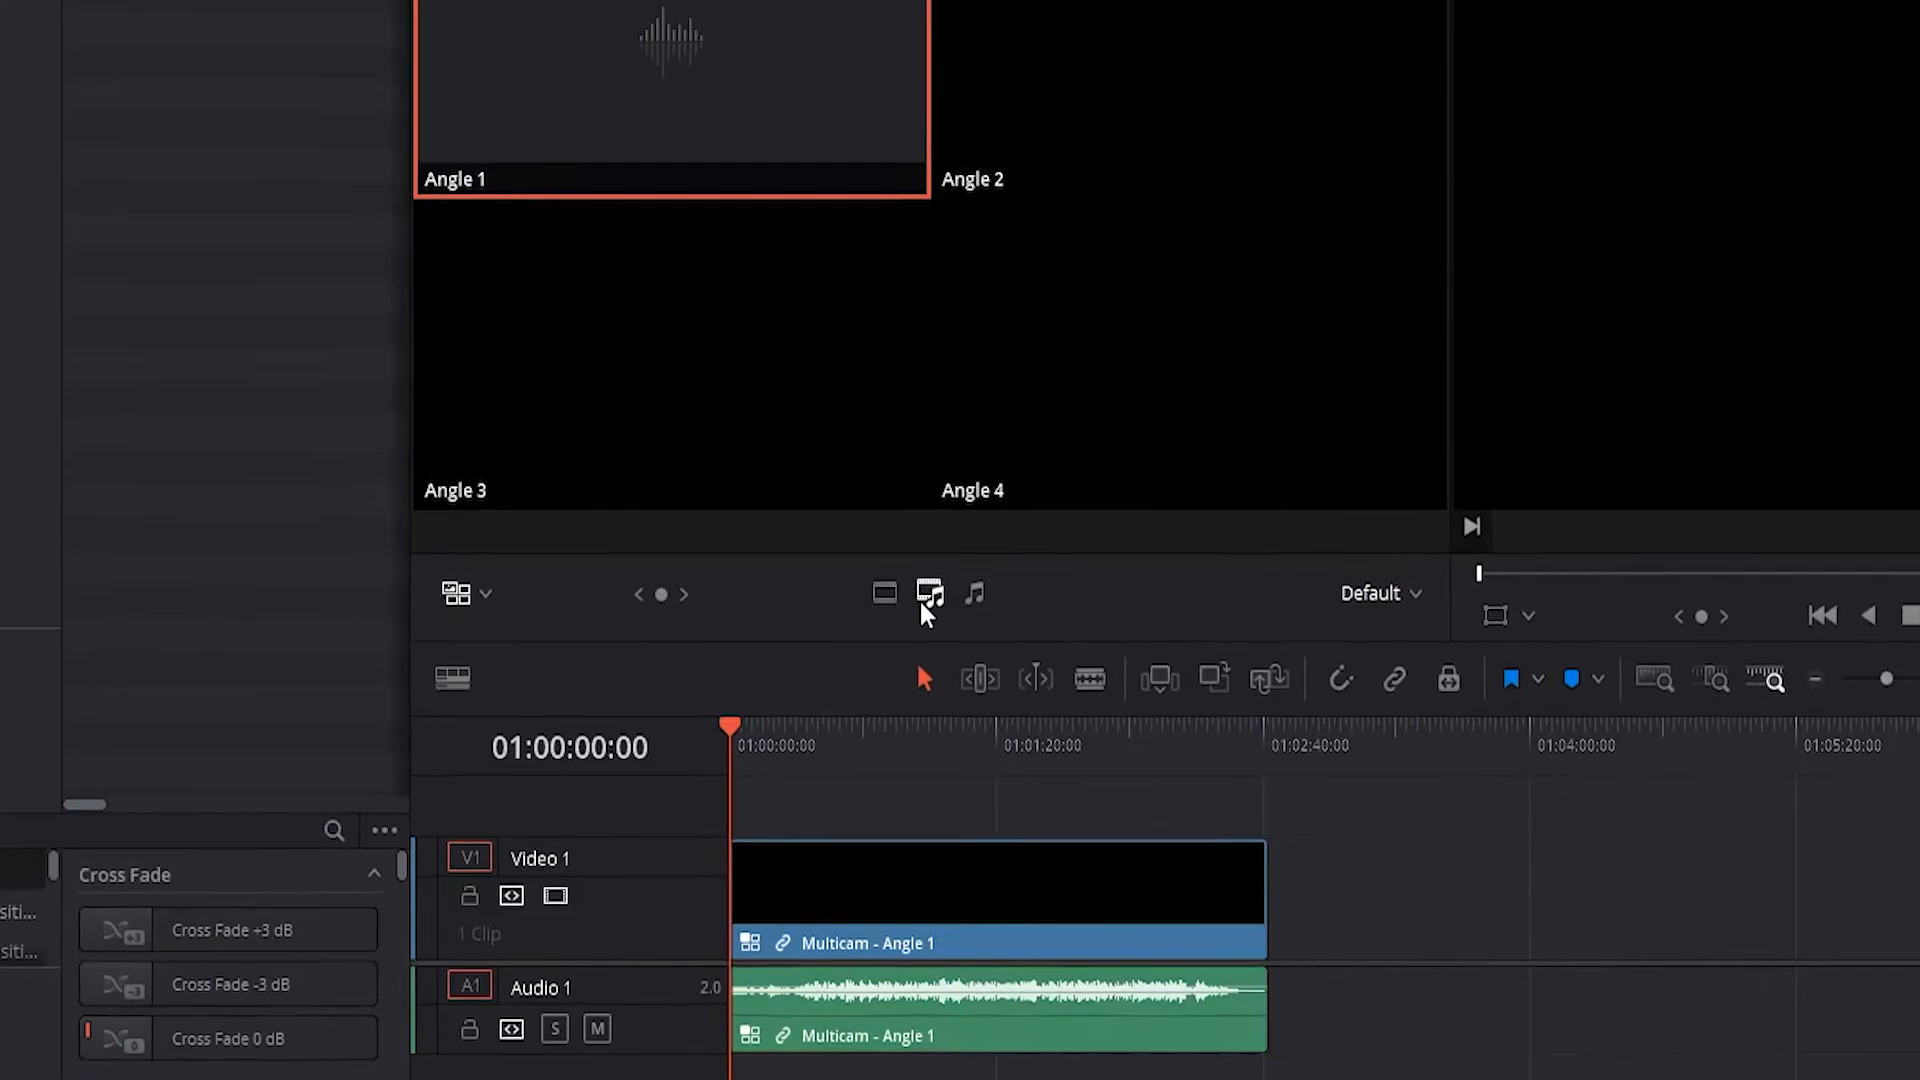 Angle 1
Angle 2
Angle 3
Angle 4
Default
01:00:00:00
01:00:00:00
01:01:20:00
01:02:40:00
01:04:00:00
01:05:20:00
Cross Fade
siti...
siti...
+3
Cross Fade +3 dB
-3
Cross Fade -3 dB
0
Cross Fade 0 dB
V1
Video 1
1 Clip
Multicam - Angle 1
A1
Audio 1
2.0
S
M
Multicam - Angle 1